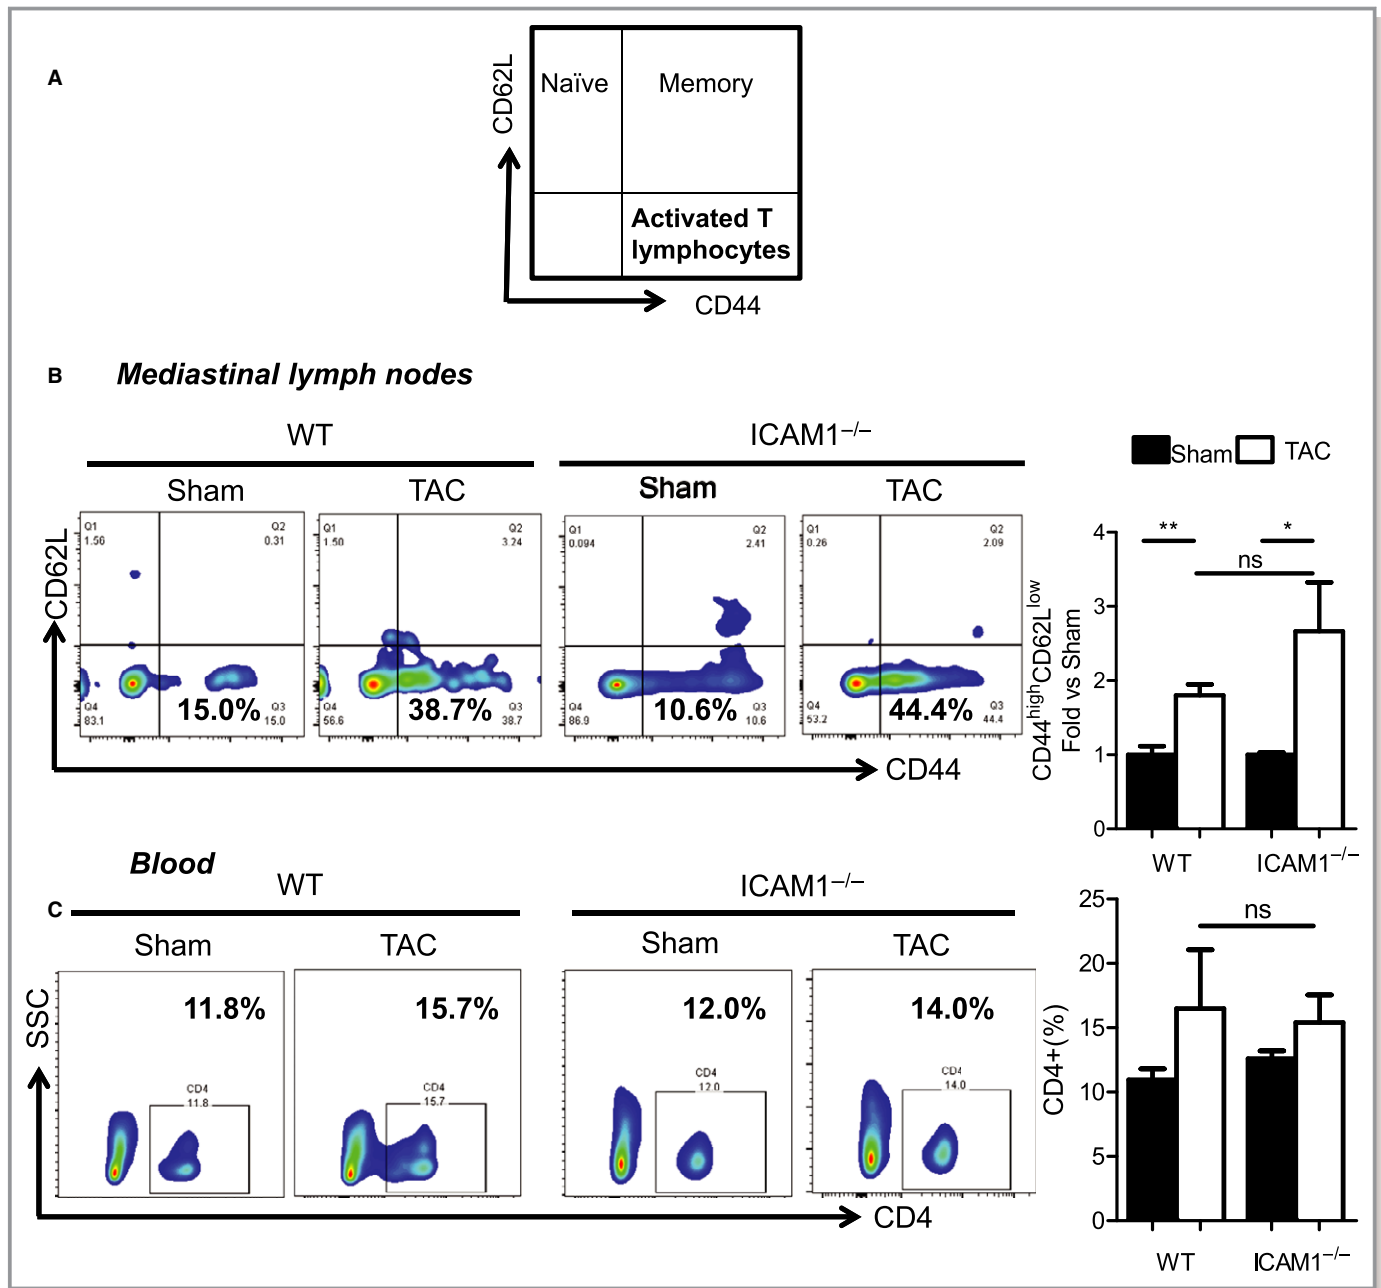 A
CD62L
Naïve
Memory
Activated T
lymphocytes
CD44
B
Mediastinal lymph nodes
WT
ICAM1–/–
Sham
TAC
Sham
TAC
CD62L
Q1
1.56
Q2
0.31
Q4
83.1
15.0%
Q3
15.0
Q1
1.50
Q2
3.24
Q4
56.6
38.7%
Q3
38.7
Q1
0.094
Q2
2.41
Q4
86.9
10.6%
Q3
10.6
Q1
0.26
Q2
2.09
Q4
53.2
44.4%
Q3
44.4
CD44
Sham
TAC
CD44highCD62Llow
Fold vs Sham
4
3
2
1
0
**
*
ns
WT
ICAM1–/–
Blood
C
WT
ICAM1–/–
Sham
TAC
Sham
TAC
SSC
11.8%
CD4
11.8
15.7%
CD4
15.7
12.0%
CD4
12.0
14.0%
CD4
14.0
CD4
CD4+(%)
25
20
15
10
5
0
ns
WT
ICAM1–/–